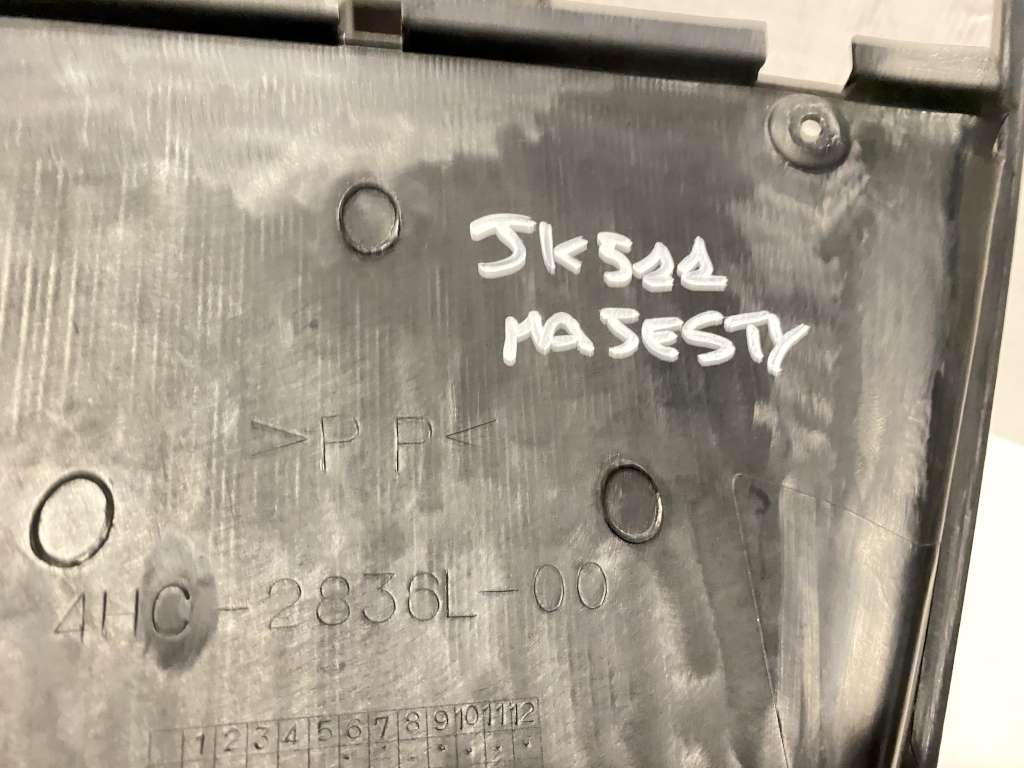 JK522
MAJESTY
>PP<
4HC-2836L-00
1 2 3 4 5 6 7 8 9 10 11 12